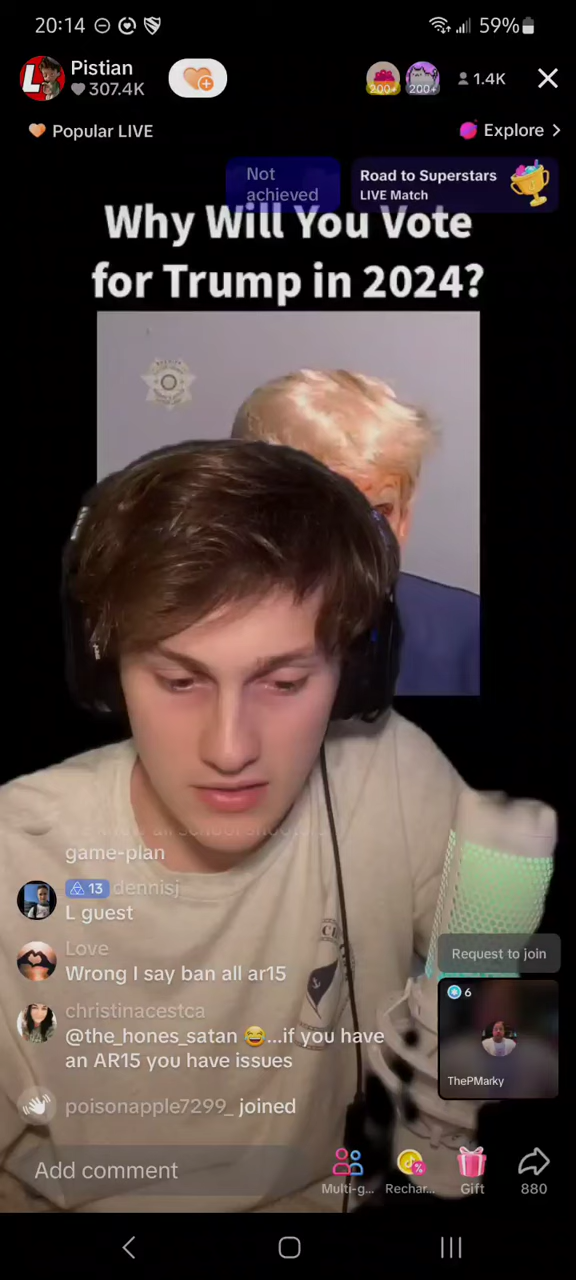 20:14
59%
Pistian
307.4K
200+
200+
1.4K
Popular LIVE
Explore >
Not
achieved
Road to Superstars
LIVE Match
Why Will You Vote
for Trump in 2024?
game-plan
13 dennisj
L guest
Love
Wrong I say ban all ar15
christinacestca
@the_hones_satan 😂...if you have
an AR15 you have issues
poisonapple7299_ joined
Request to join
6
ThePMarky
Add comment
Multi-g...
Rechar...
Gift
880